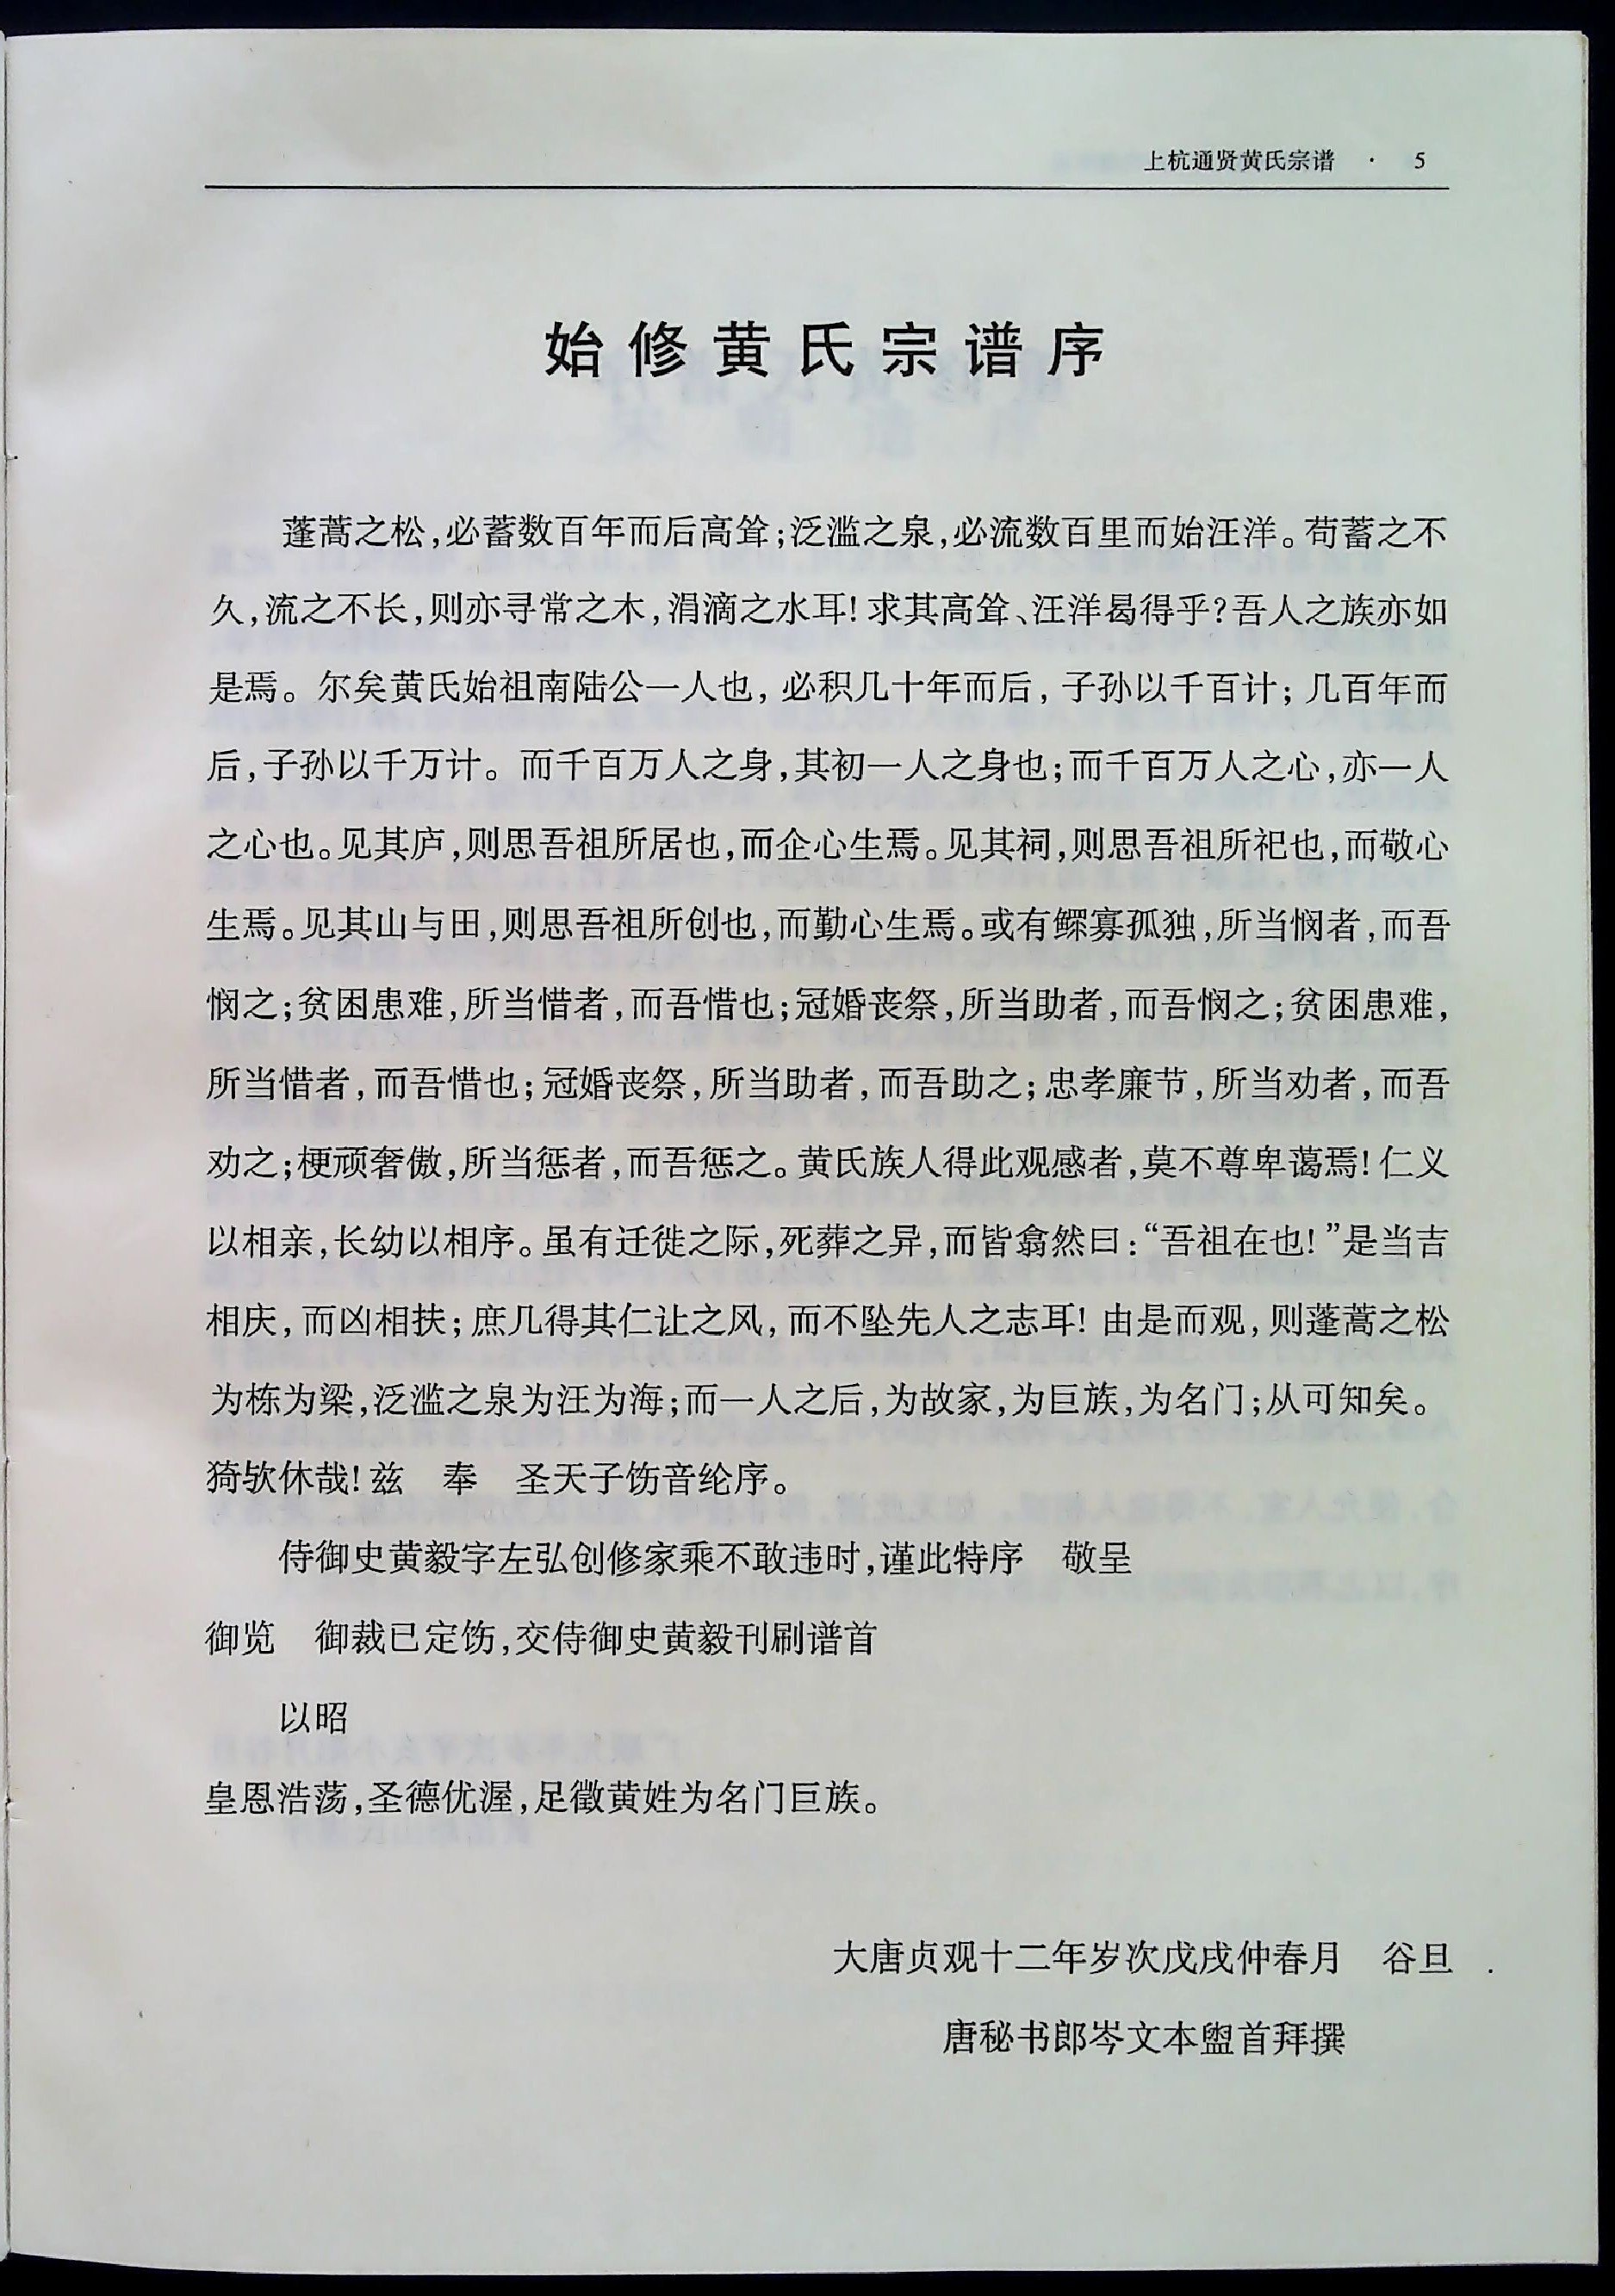 上杭通贤黄氏宗谱 · 5
始修黄氏宗谱序
蓬蒿之松,必蓄数百年而后高耸;泛滥之泉,必流数百里而始汪洋。苟蓄之不
久,流之不长,则亦寻常之木,涓滴之水耳!求其高耸、汪洋曷得乎?吾人之族亦如
是焉。尔矣黄氏始祖南陆公一人也,必积几十年而后,子孙以千百计;几百年而
后,子孙以千万计。而千百万人之身,其初一人之身也;而千百万人之心,亦一人
之心也。见其庐,则思吾祖所居也,而企心生焉。见其祠,则思吾祖所祀也,而敬心
生焉。见其山与田,则思吾祖所创也,而勤心生焉。或有鳏寡孤独,所当悯者,而吾
悯之;贫困患难,所当惜者,而吾惜也;冠婚丧祭,所当助者,而吾悯之;贫困患难,
所当惜者,而吾惜也;冠婚丧祭,所当助者,而吾助之;忠孝廉节,所当劝者,而吾
劝之;梗顽奢傲,所当惩者,而吾惩之。黄氏族人得此观感者,莫不尊卑蔼焉!仁义
以相亲,长幼以相序。虽有迁徙之际,死葬之异,而皆翕然曰:“吾祖在也!”是当吉
相庆,而凶相扶;庶几得其仁让之风,而不坠先人之志耳!由是而观,则蓬蒿之松
为栋为梁,泛滥之泉为汪为海;而一人之后,为故家,为巨族,为名门;从可知矣。
猗欤休哉!兹　奉　圣天子饬音纶序。
侍御史黄毅字左弘创修家乘不敢违时,谨此特序　敬呈
御览　御裁已定饬,交侍御史黄毅刊刷谱首
以昭
皇恩浩荡,圣德优渥,足徵黄姓为名门巨族。
大唐贞观十二年岁次戊戌仲春月　谷旦
唐秘书郎岑文本盥首拜撰